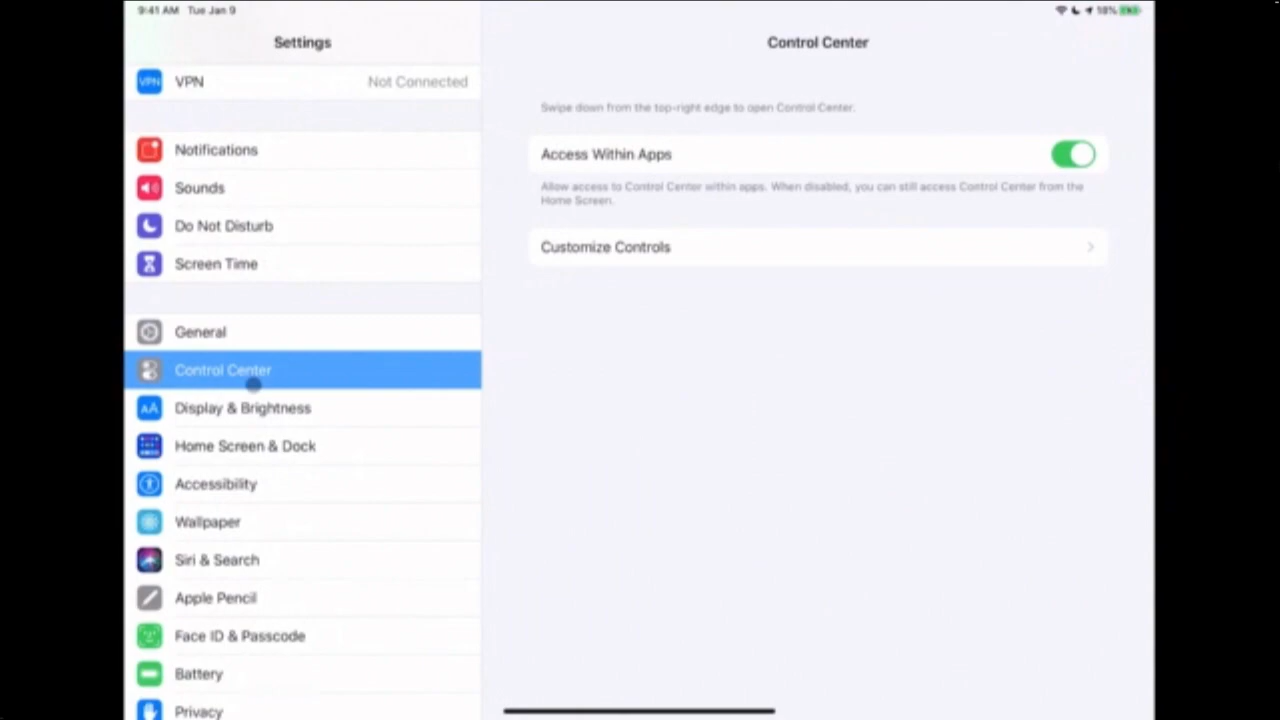 9:41 AM Tue Jan 9
18%
Settings
Control Center
VPN
VPN
Not Connected
Swipe down from the top-right edge to open Control Center.
Notifications
Access Within Apps
Sounds
Allow access to Control Center within apps. When disabled, you can still access Control Center from the
Home Screen.
Do Not Disturb
Customize Controls
Screen Time
General
Control Center
AA
Display & Brightness
Home Screen & Dock
Accessibility
Wallpaper
Siri & Search
Apple Pencil
Face ID & Passcode
Battery
Privacy